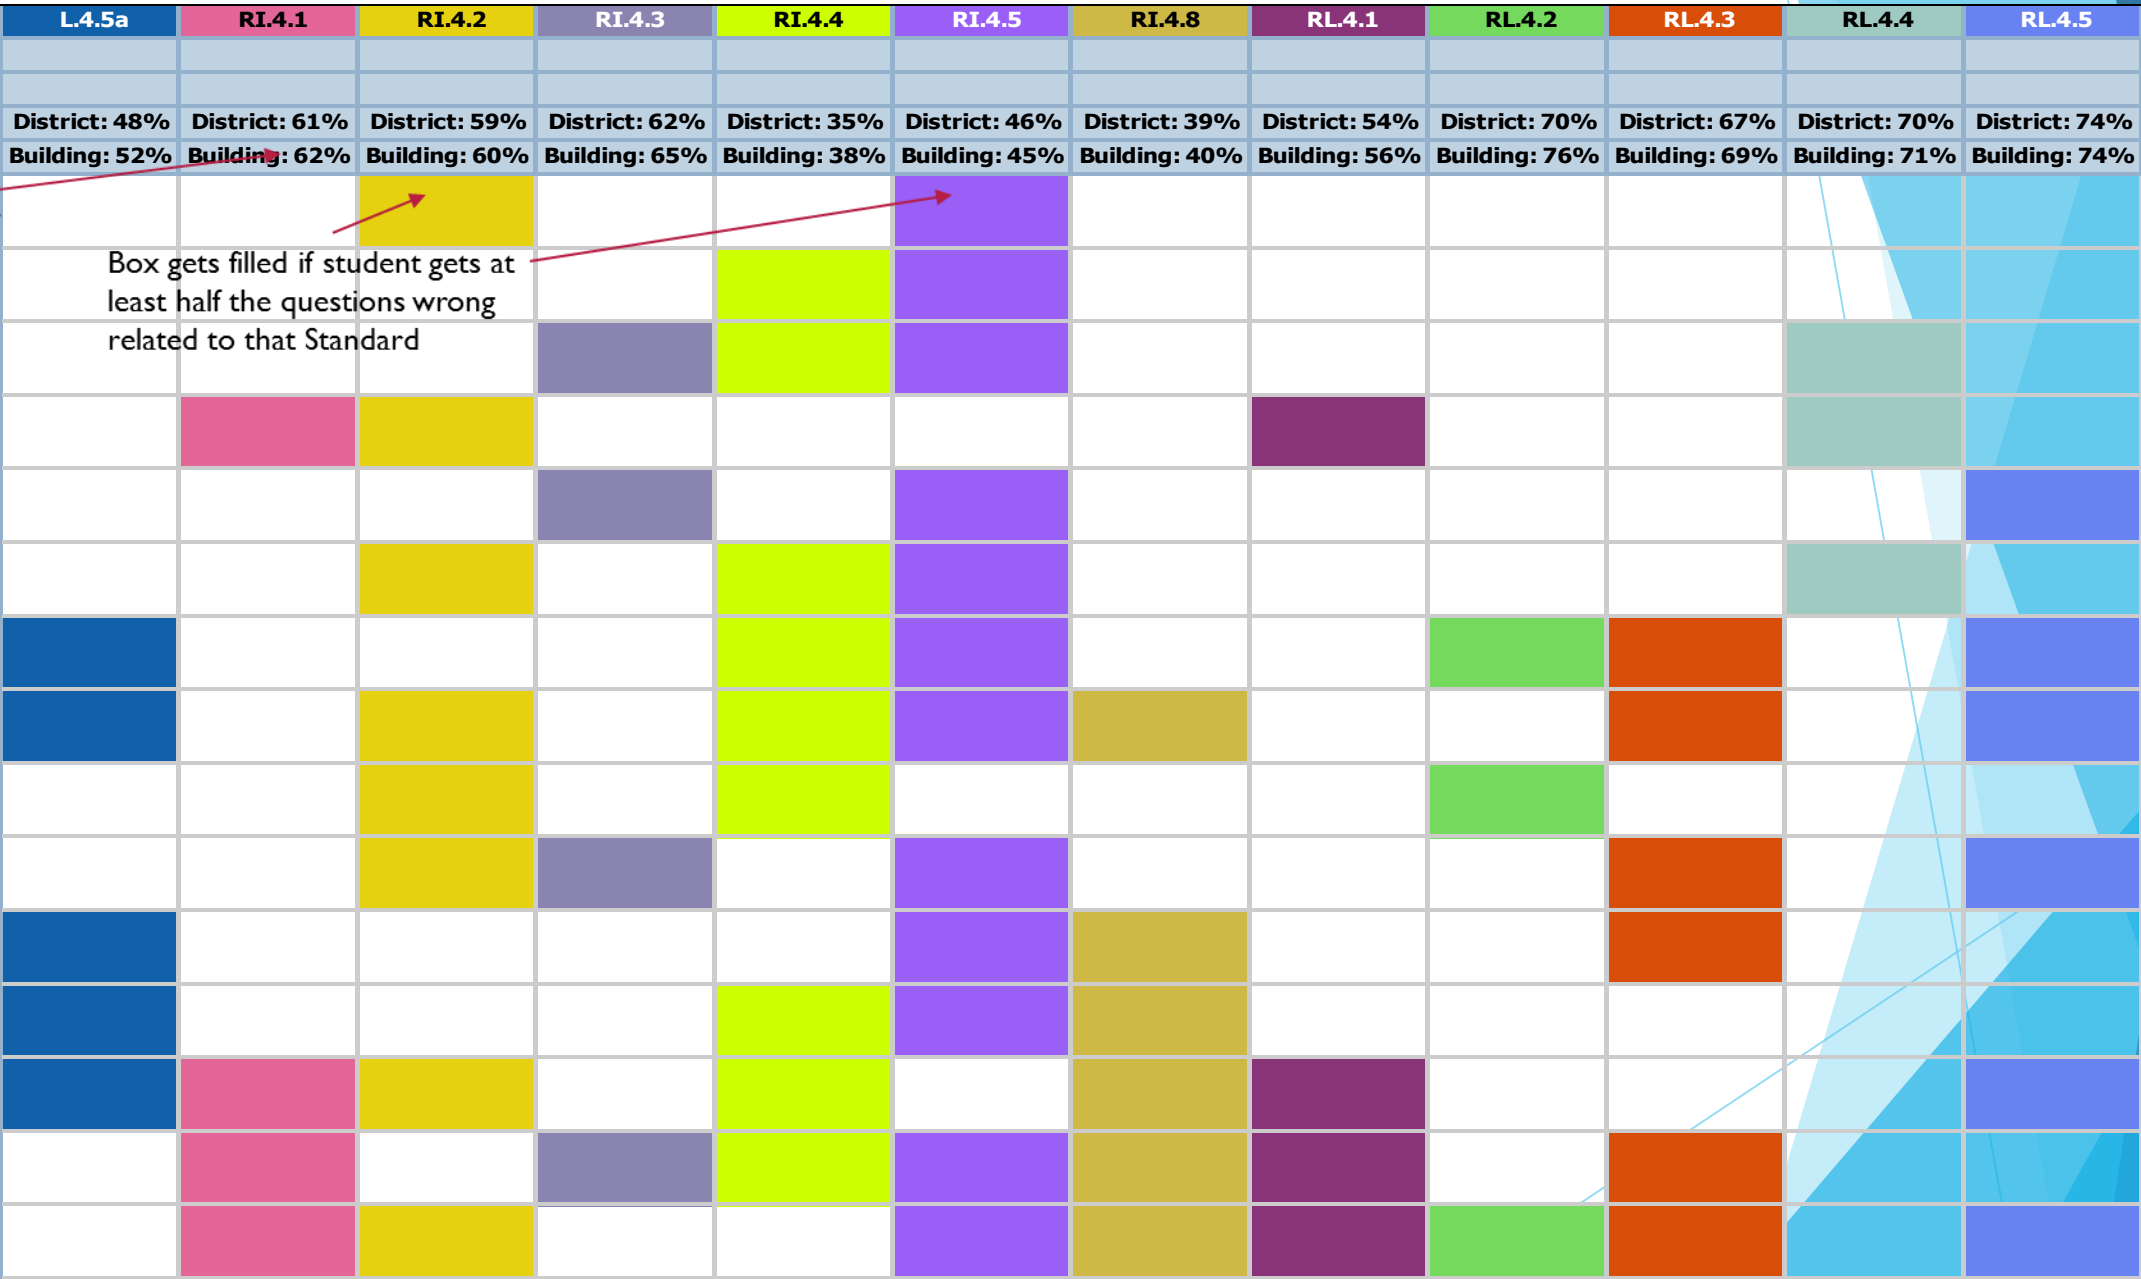 L.4.5a RI.4.1 RI.4.2 RI.4.3 RI.4.4 RI.4.5 RI.4.8 RL.4.1 RL.4.2 RL.4.3 RL.4.4 RL.4.5
District: 48% District: 61% District: 59% District: 62% District: 35% District: 46% District: 39% District: 54% District: 70% District: 67% District: 70% District: 74%
Building: 52% Building: 62% Building: 60% Building: 65% Building: 38% Building: 45% Building: 40% Building: 56% Building: 76% Building: 69% Building: 71% Building: 74%
Box gets filled if student gets at
least half the questions wrong
related to that Standard